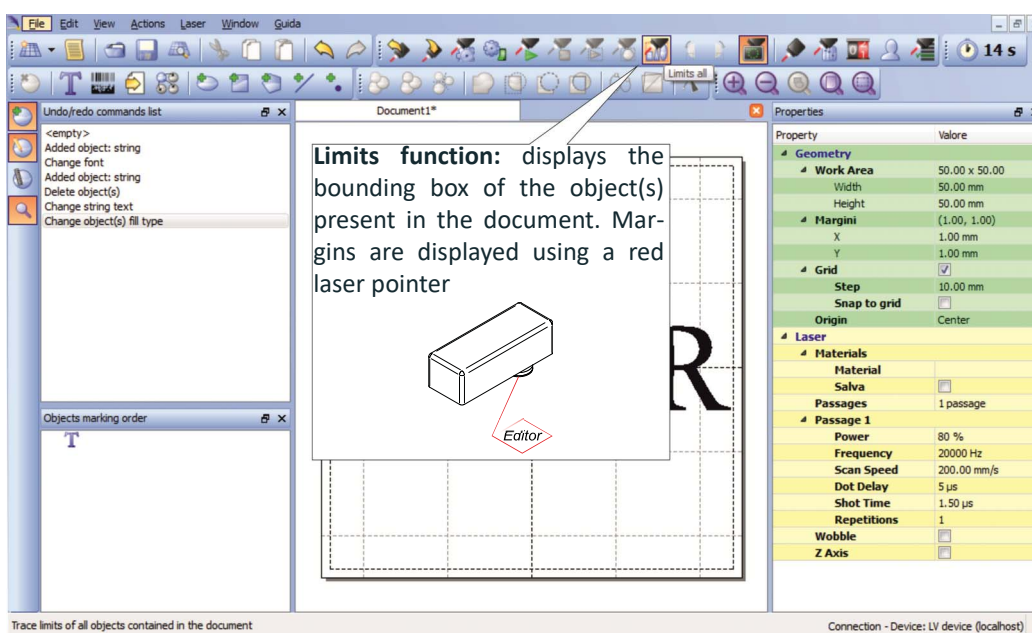 File Edit View Actions Laser Window Guida
14 s
Limits all
Undo/redo commands list
<empty>
Added object: string
Change font
Added object: string
Delete object(s)
Change string text
Change object(s) fill type
Objects marking order
T
Document1*
Limits function: displays the
bounding box of the object(s)
present in the document. Mar-
gins are displayed using a red
laser pointer
Editor
R
Properties
Property Valore
Geometry
Work Area 50.00 x 50.00
Width 50.00 mm
Height 50.00 mm
Margini (1.00, 1.00)
X 1.00 mm
Y 1.00 mm
Grid
Step 10.00 mm
Snap to grid
Origin Center
Laser
Materials
Material
Salva
Passages 1 passage
Passage 1
Power 80 %
Frequency 20000 Hz
Scan Speed 200.00 mm/s
Dot Delay 5 µs
Shot Time 1.50 µs
Repetitions 1
Wobble
Z Axis
Trace limits of all objects contained in the document
Connection - Device: LV device (localhost)